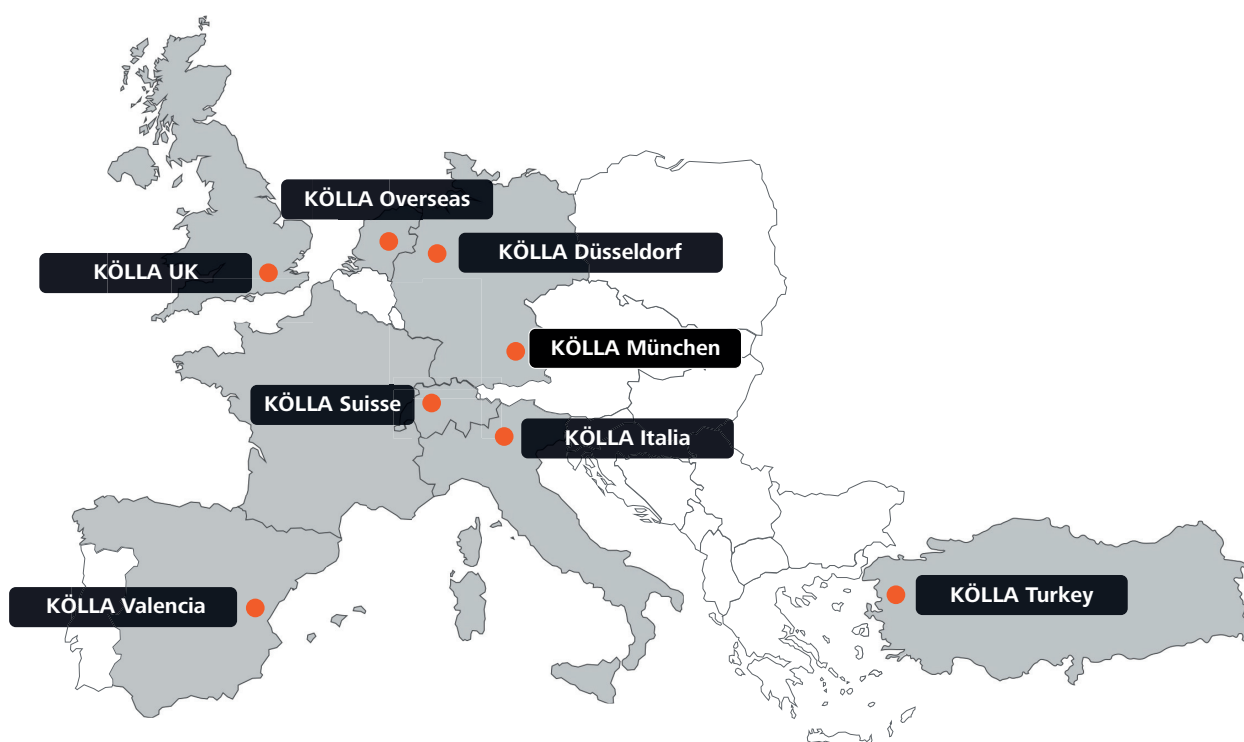 KÖLLA Overseas
KÖLLA Düsseldorf
KÖLLA UK
KÖLLA München
KÖLLA Suisse
KÖLLA Italia
KÖLLA Valencia
KÖLLA Turkey